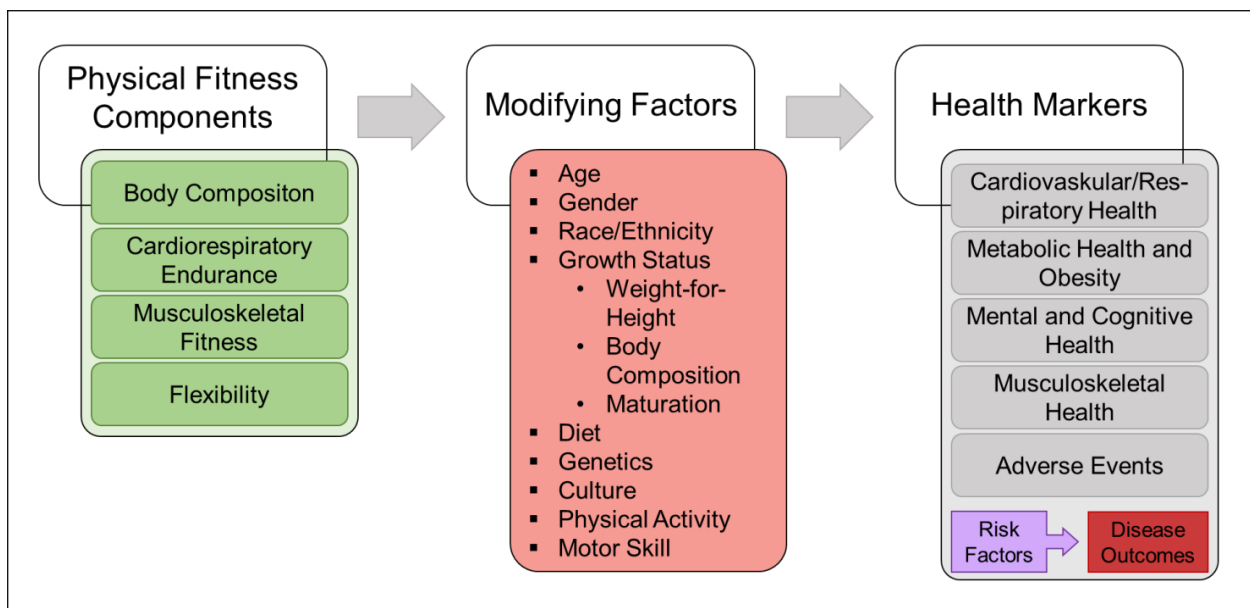 Physical Fitness
Components
Body Compositon
Cardiorespiratory
Endurance
Musculoskeletal
Fitness
Flexibility
Modifying Factors
▪ Age
▪ Gender
▪ Race/Ethnicity
▪ Growth Status
• Weight-for-
Height
• Body
Composition
• Maturation
▪ Diet
▪ Genetics
▪ Culture
▪ Physical Activity
▪ Motor Skill
Health Markers
Cardiovaskular/Res-
piratory Health
Metabolic Health and
Obesity
Mental and Cognitive
Health
Musculoskeletal
Health
Adverse Events
Risk
Factors
Disease
Outcomes